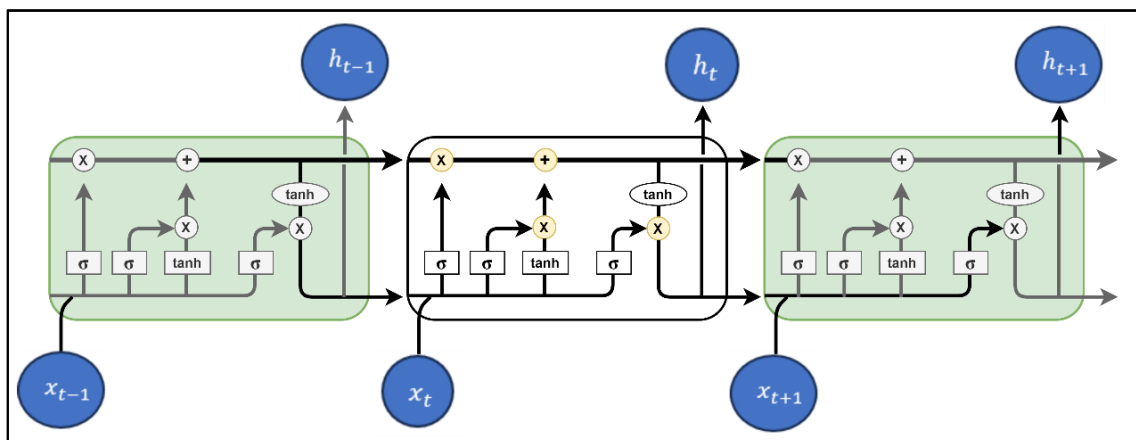 h_{t−1} h_t h_{t+1}
X + X + X +
tanh tanh tanh
X X X X X X
σ σ tanh σ σ σ tanh σ σ σ tanh σ
x_{t−1} x_t x_{t+1}